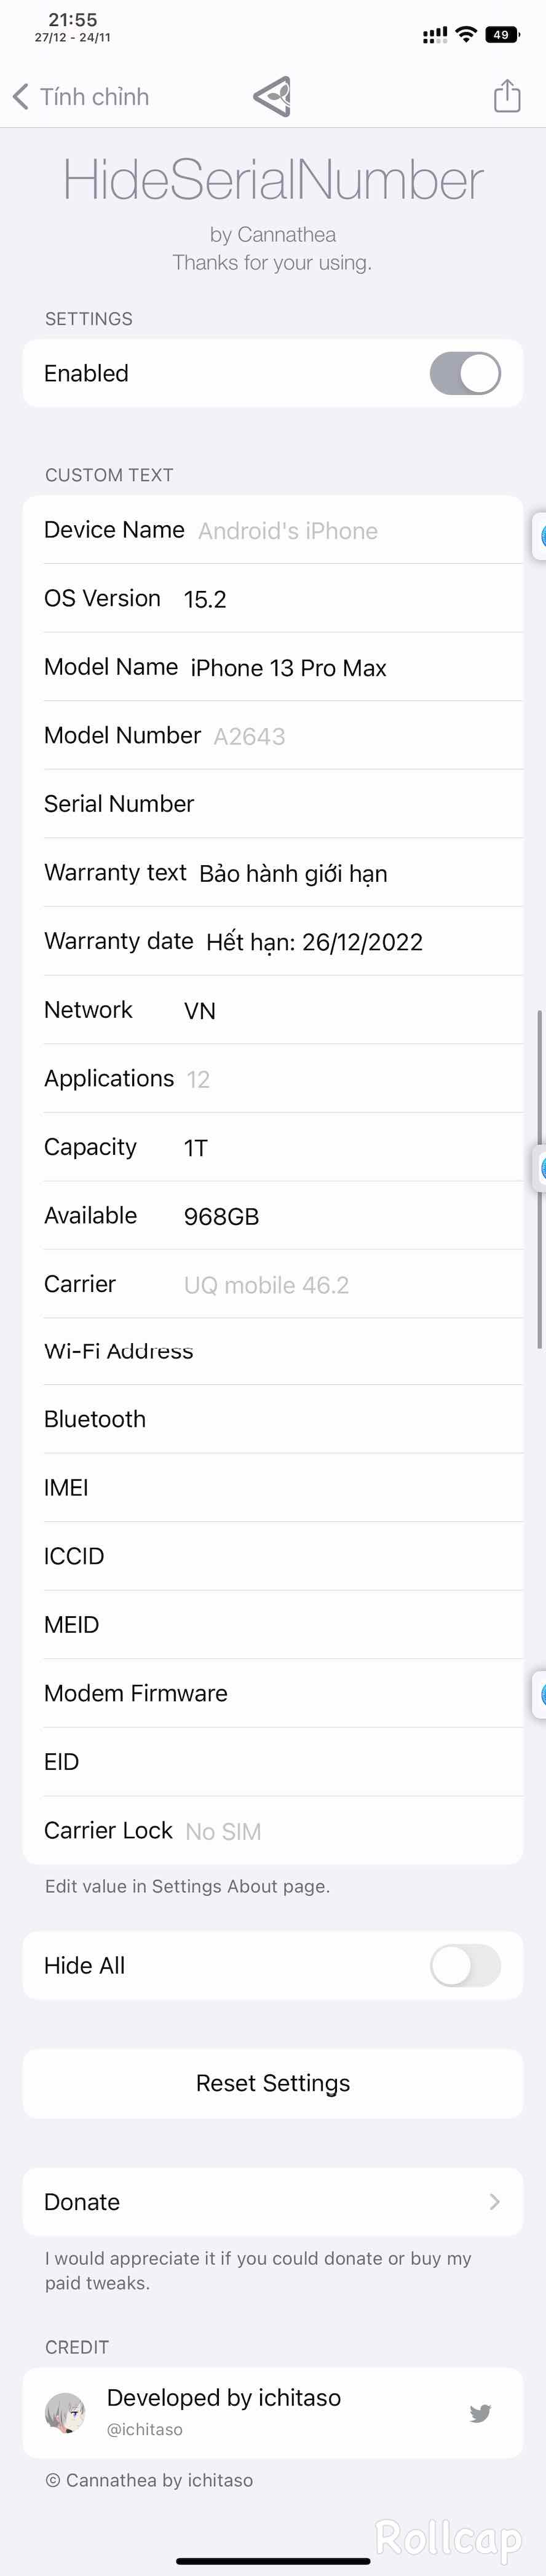 21:55
27/12 - 24/11
49
Tính chỉnh
HideSerialNumber
by Cannathea
Thanks for your using.
SETTINGS
Enabled
CUSTOM TEXT
Device Name Android's iPhone
OS Version 15.2
Model Name iPhone 13 Pro Max
Model Number A2643
Serial Number
Warranty text Bảo hành giới hạn
Warranty date Hết hạn: 26/12/2022
Network VN
Applications 12
Capacity 1T
Available 968GB
Carrier UQ mobile 46.2
Wi-Fi Address
Bluetooth
IMEI
ICCID
MEID
Modem Firmware
EID
Carrier Lock No SIM
Edit value in Settings About page.
Hide All
Reset Settings
Donate
I would appreciate it if you could donate or buy my
paid tweaks.
CREDIT
Developed by ichitaso
@ichitaso
© Cannathea by ichitaso
Rollcap